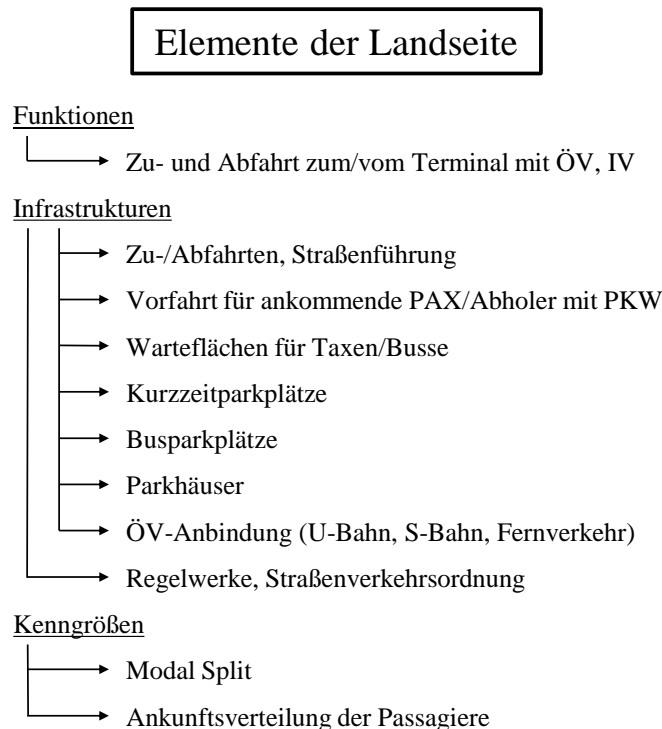 Elemente der Landseite
Funktionen
Zu- und Abfahrt zum/vom Terminal mit ÖV, IV
Infrastrukturen
Zu-/Abfahrten, Straßenführung
Vorfahrt für ankommende PAX/Abholer mit PKW
Warteflächen für Taxen/Busse
Kurzzeitparkplätze
Busparkplätze
Parkhäuser
ÖV-Anbindung (U-Bahn, S-Bahn, Fernverkehr)
Regelwerke, Straßenverkehrsordnung
Kenngrößen
Modal Split
Ankunftsverteilung der Passagiere